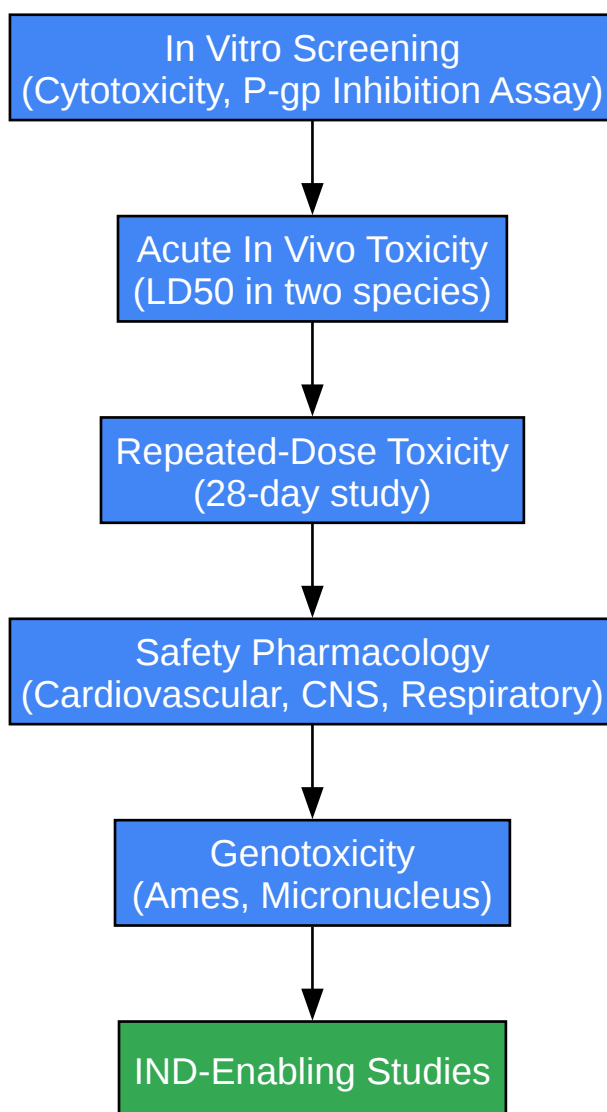 In Vitro Screening
(Cytotoxicity, P-gp Inhibition Assay)
Acute In Vivo Toxicity
(LD50 in two species)
Repeated-Dose Toxicity
(28-day study)
Safety Pharmacology
(Cardiovascular, CNS, Respiratory)
Genotoxicity
(Ames, Micronucleus)
IND-Enabling Studies